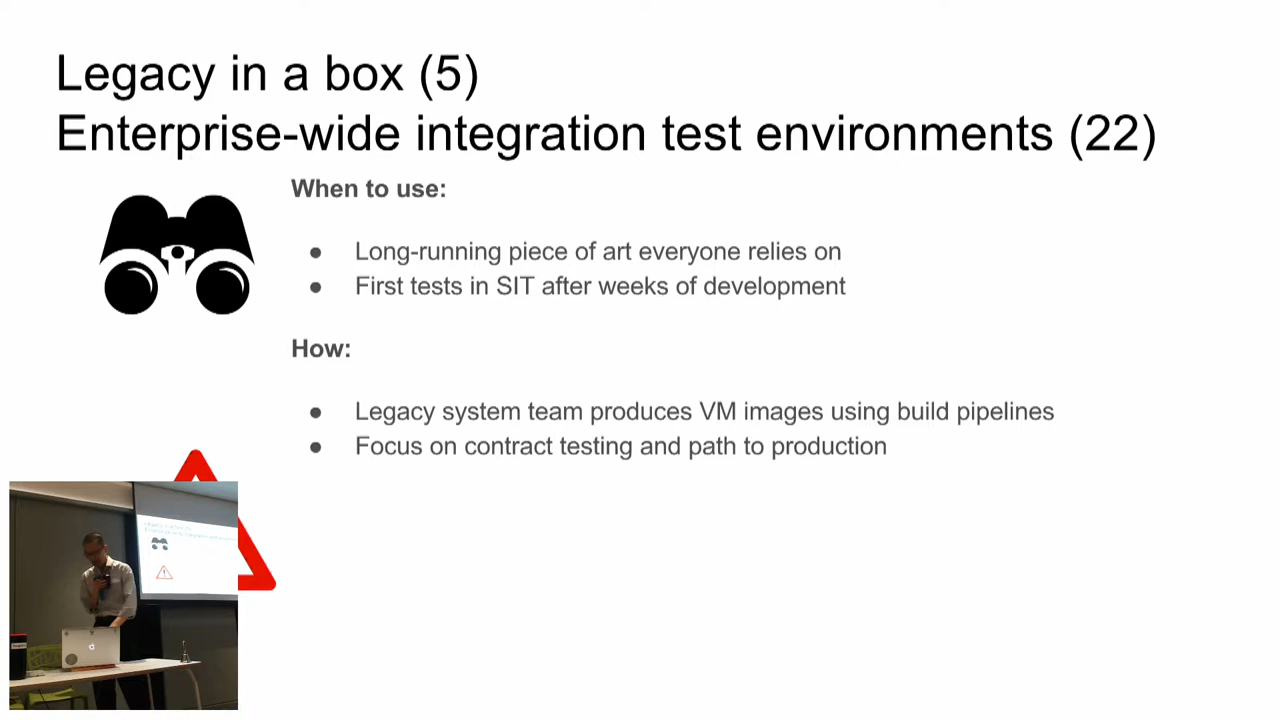 Legacy in a box (5)
Enterprise-wide integration test environments (22)
When to use:
● Long-running piece of art everyone relies on
● First tests in SIT after weeks of development
How:
● Legacy system team produces VM images using build pipelines
● Focus on contract testing and path to production